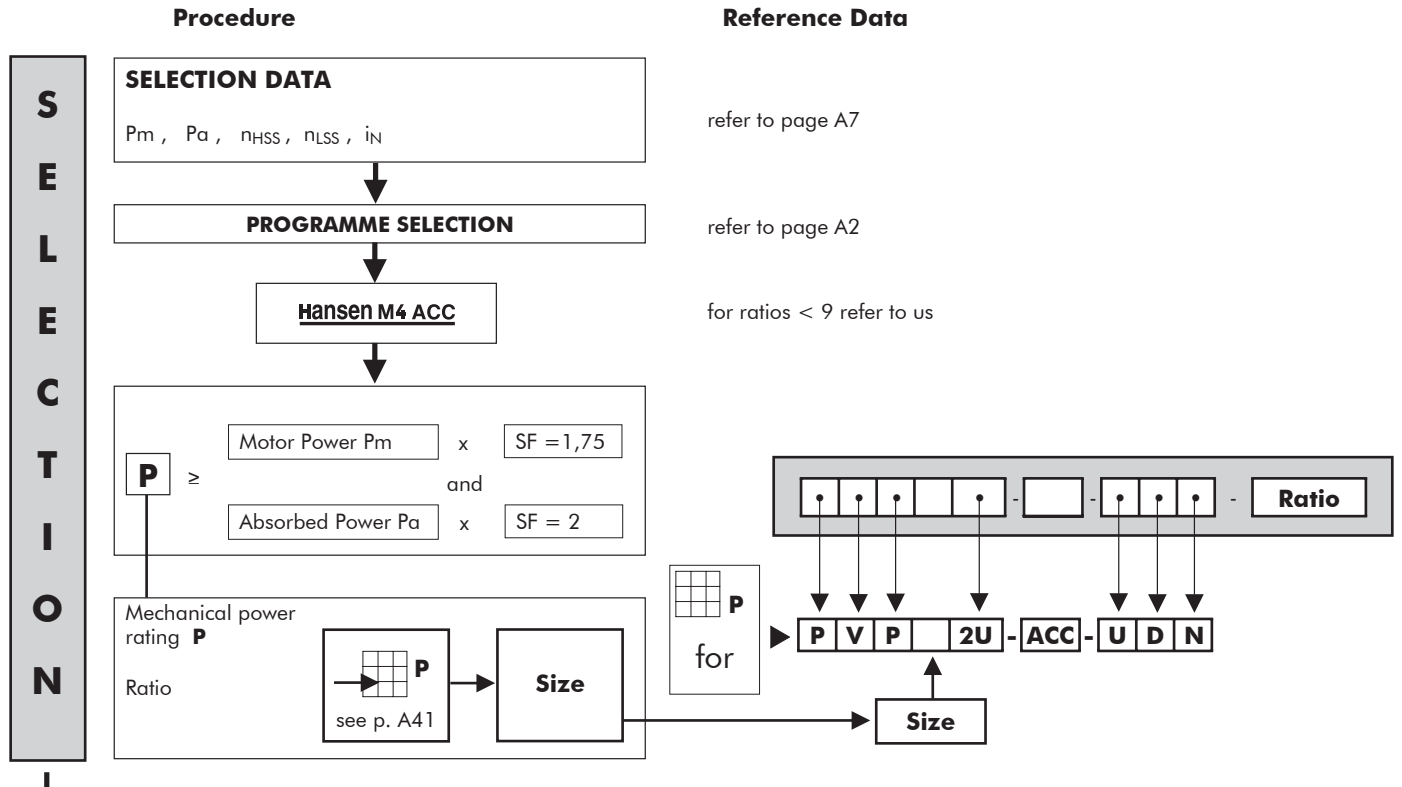 Procedure
Reference Data
S
E
L
E
C
T
I
O
N
SELECTION DATA
Pm , Pa , nHSS , nLSS , iN
refer to page A7
PROGRAMME SELECTION
refer to page A2
Hansen M4 ACC
for ratios < 9 refer to us
P ≥
Motor Power Pm x SF =1,75
and
Absorbed Power Pa x SF = 2
- - - Ratio
Mechanical power
rating P
Ratio
P
see p. A41
Size
P
for
P V P 2U - ACC - U D N
Size